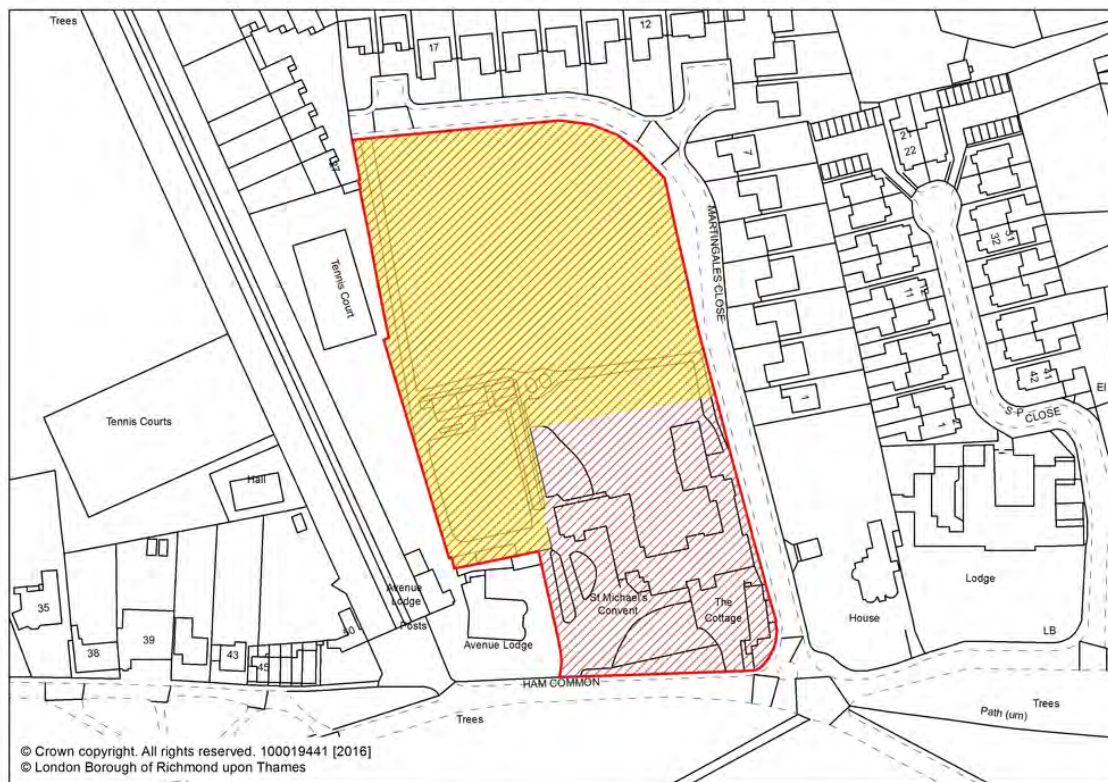 Trees
17
12
7
21
22
MARTINGALES CLOSE
Tennis Court
32
31
11
12
42
41
Tennis Courts
1
1
S P CLOSE
Hall
St Michael's
Convent
The
Cottage
Lodge
House
35
39
38
43
45
50
Avenue
Lodge
Posts
Avenue Lodge
LB
HAM COMMON
Trees
Path (um)
Trees
© Crown copyright. All rights reserved. 100019441 [2016]
© London Borough of Richmond upon Thames